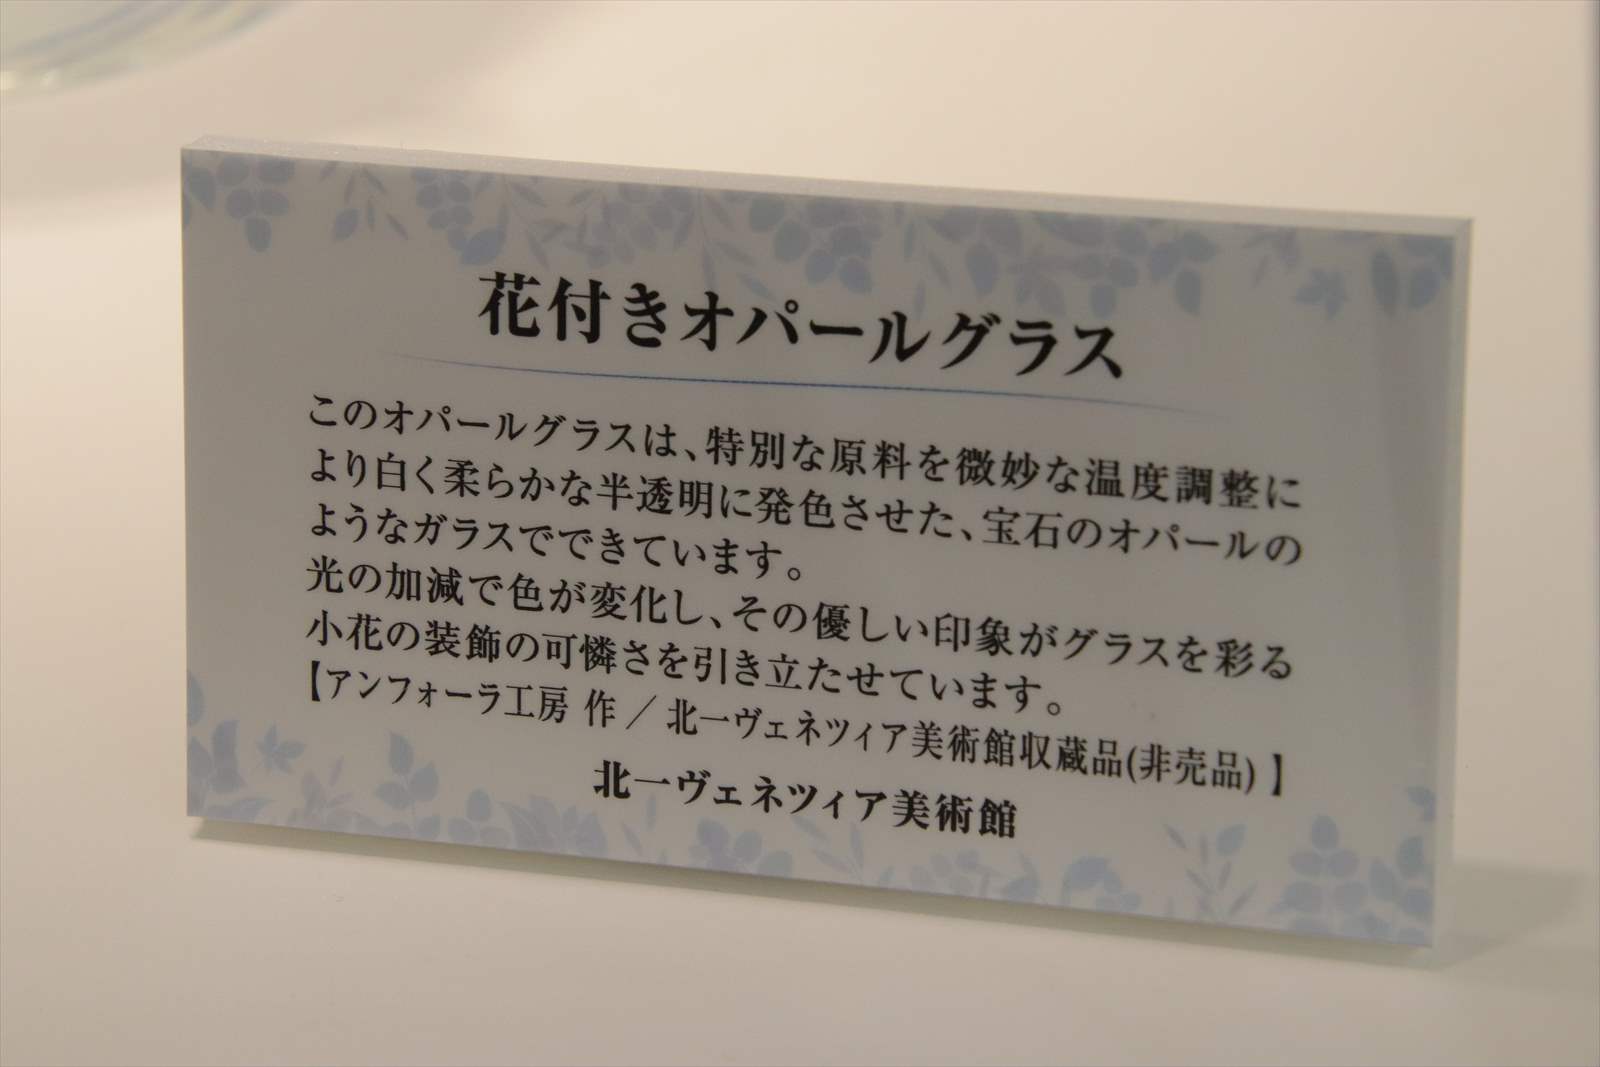 花付きオパールグラス
このオパールグラスは、特別な原料を微妙な温度調整に
より白く柔らかな半透明に発色させた、宝石のオパールの
ようなガラスでできています。
光の加減で色が変化し、その優しい印象がグラスを彩る
小花の装飾の可憐さを引き立たせています。
【アンフォーラ工房 作 ／ 北一ヴェネツィア美術館収蔵品(非売品) 】
北一ヴェネツィア美術館